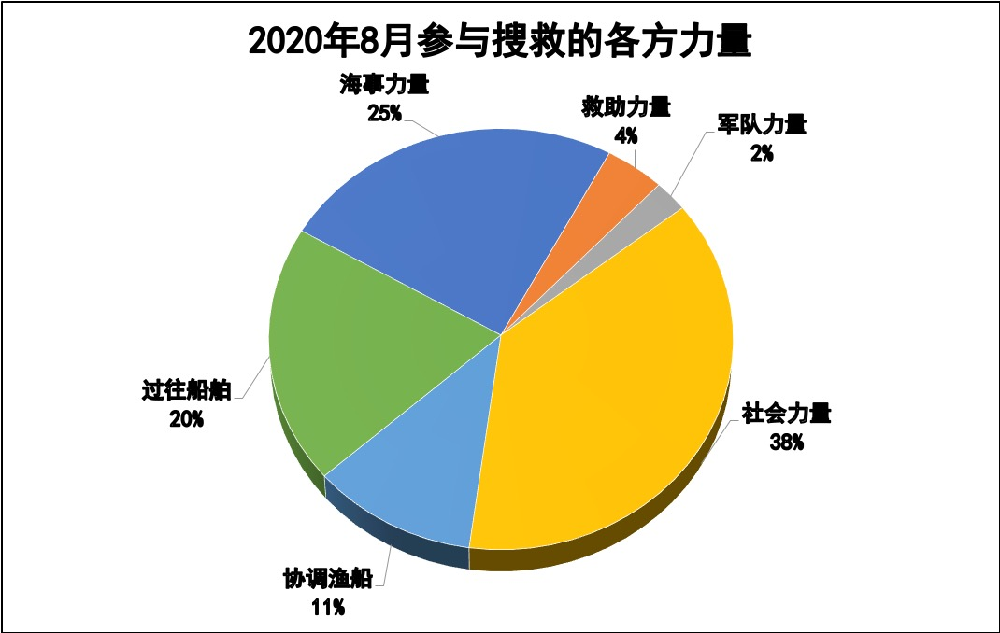 2020年8月参与搜救的各方力量
海事力量
25%
救助力量
4%
军队力量
2%
社会力量
38%
过往船舶
20%
协调渔船
11%